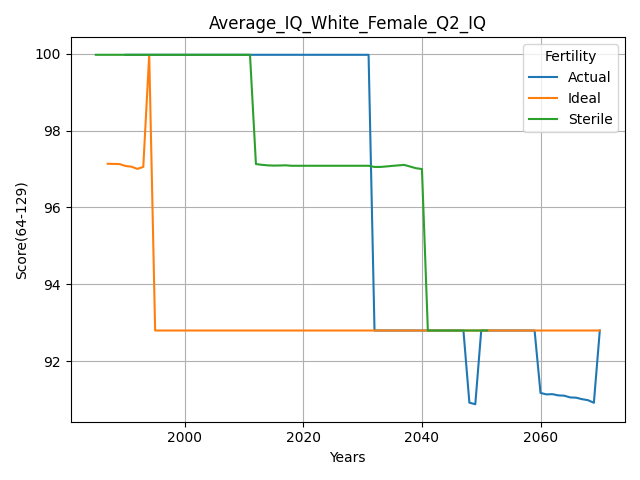 Average_IQ_White_Female_Q2_IQ
Score(64-129)
100
98
96
94
92
Fertility
Actual
Ideal
Sterile
2000
2020
2040
2060
Years